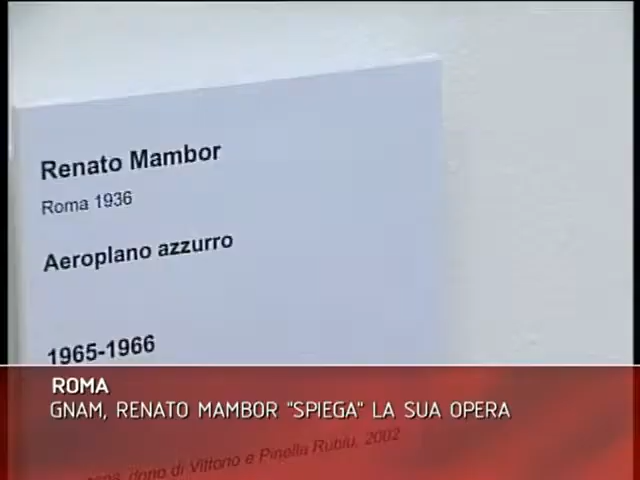 Renato Mambor
Roma 1936
Aeroplano azzurro
1965-1966
ROMA
GNAM, RENATO MAMBOR "SPIEGA" LA SUA OPERA
dono di Vittorio e Pinella Rubiu, 2002